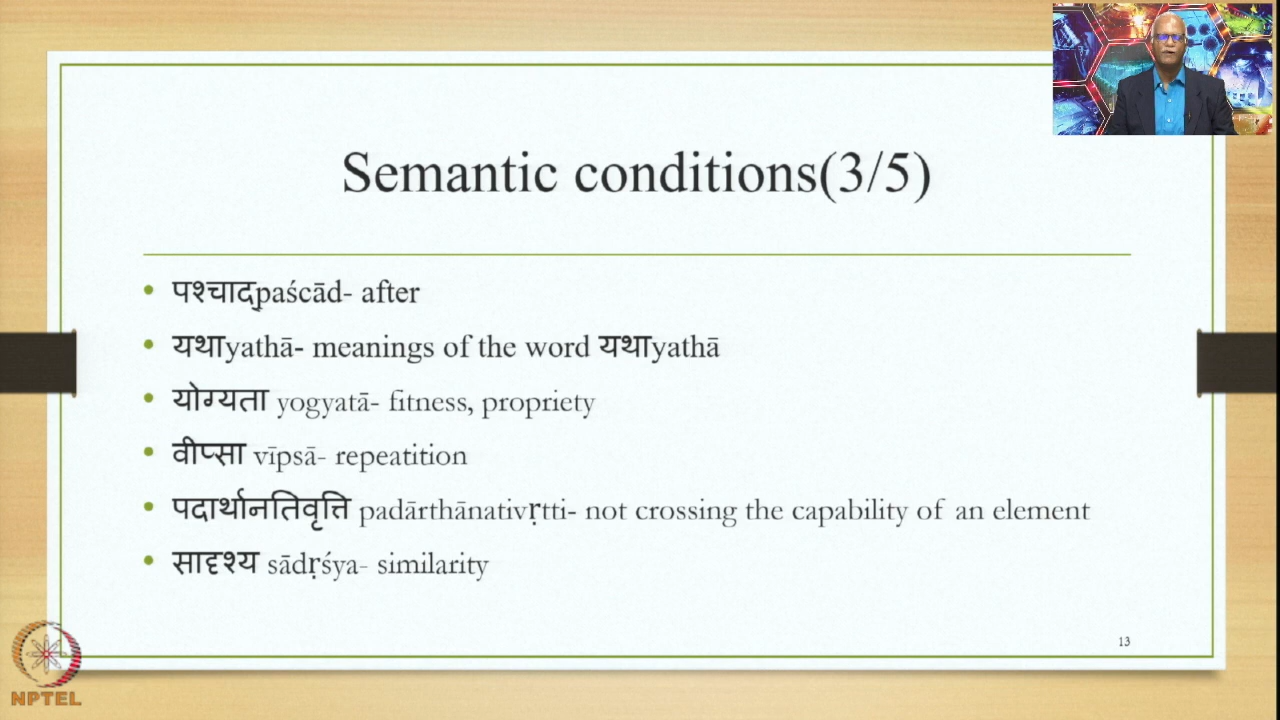 Semantic conditions(3/5)
• पश्चाद्paścād- after
• यथाyathā- meanings of the word यथाyathā
• योग्यता yogyatā- fitness, propriety
• वीप्सा vīpsā- repeatition
• पदार्थानतिवृत्ति padārthānativṛtti- not crossing the capability of an element
• सादृश्य sādṛśya- similarity
13
NPTEL